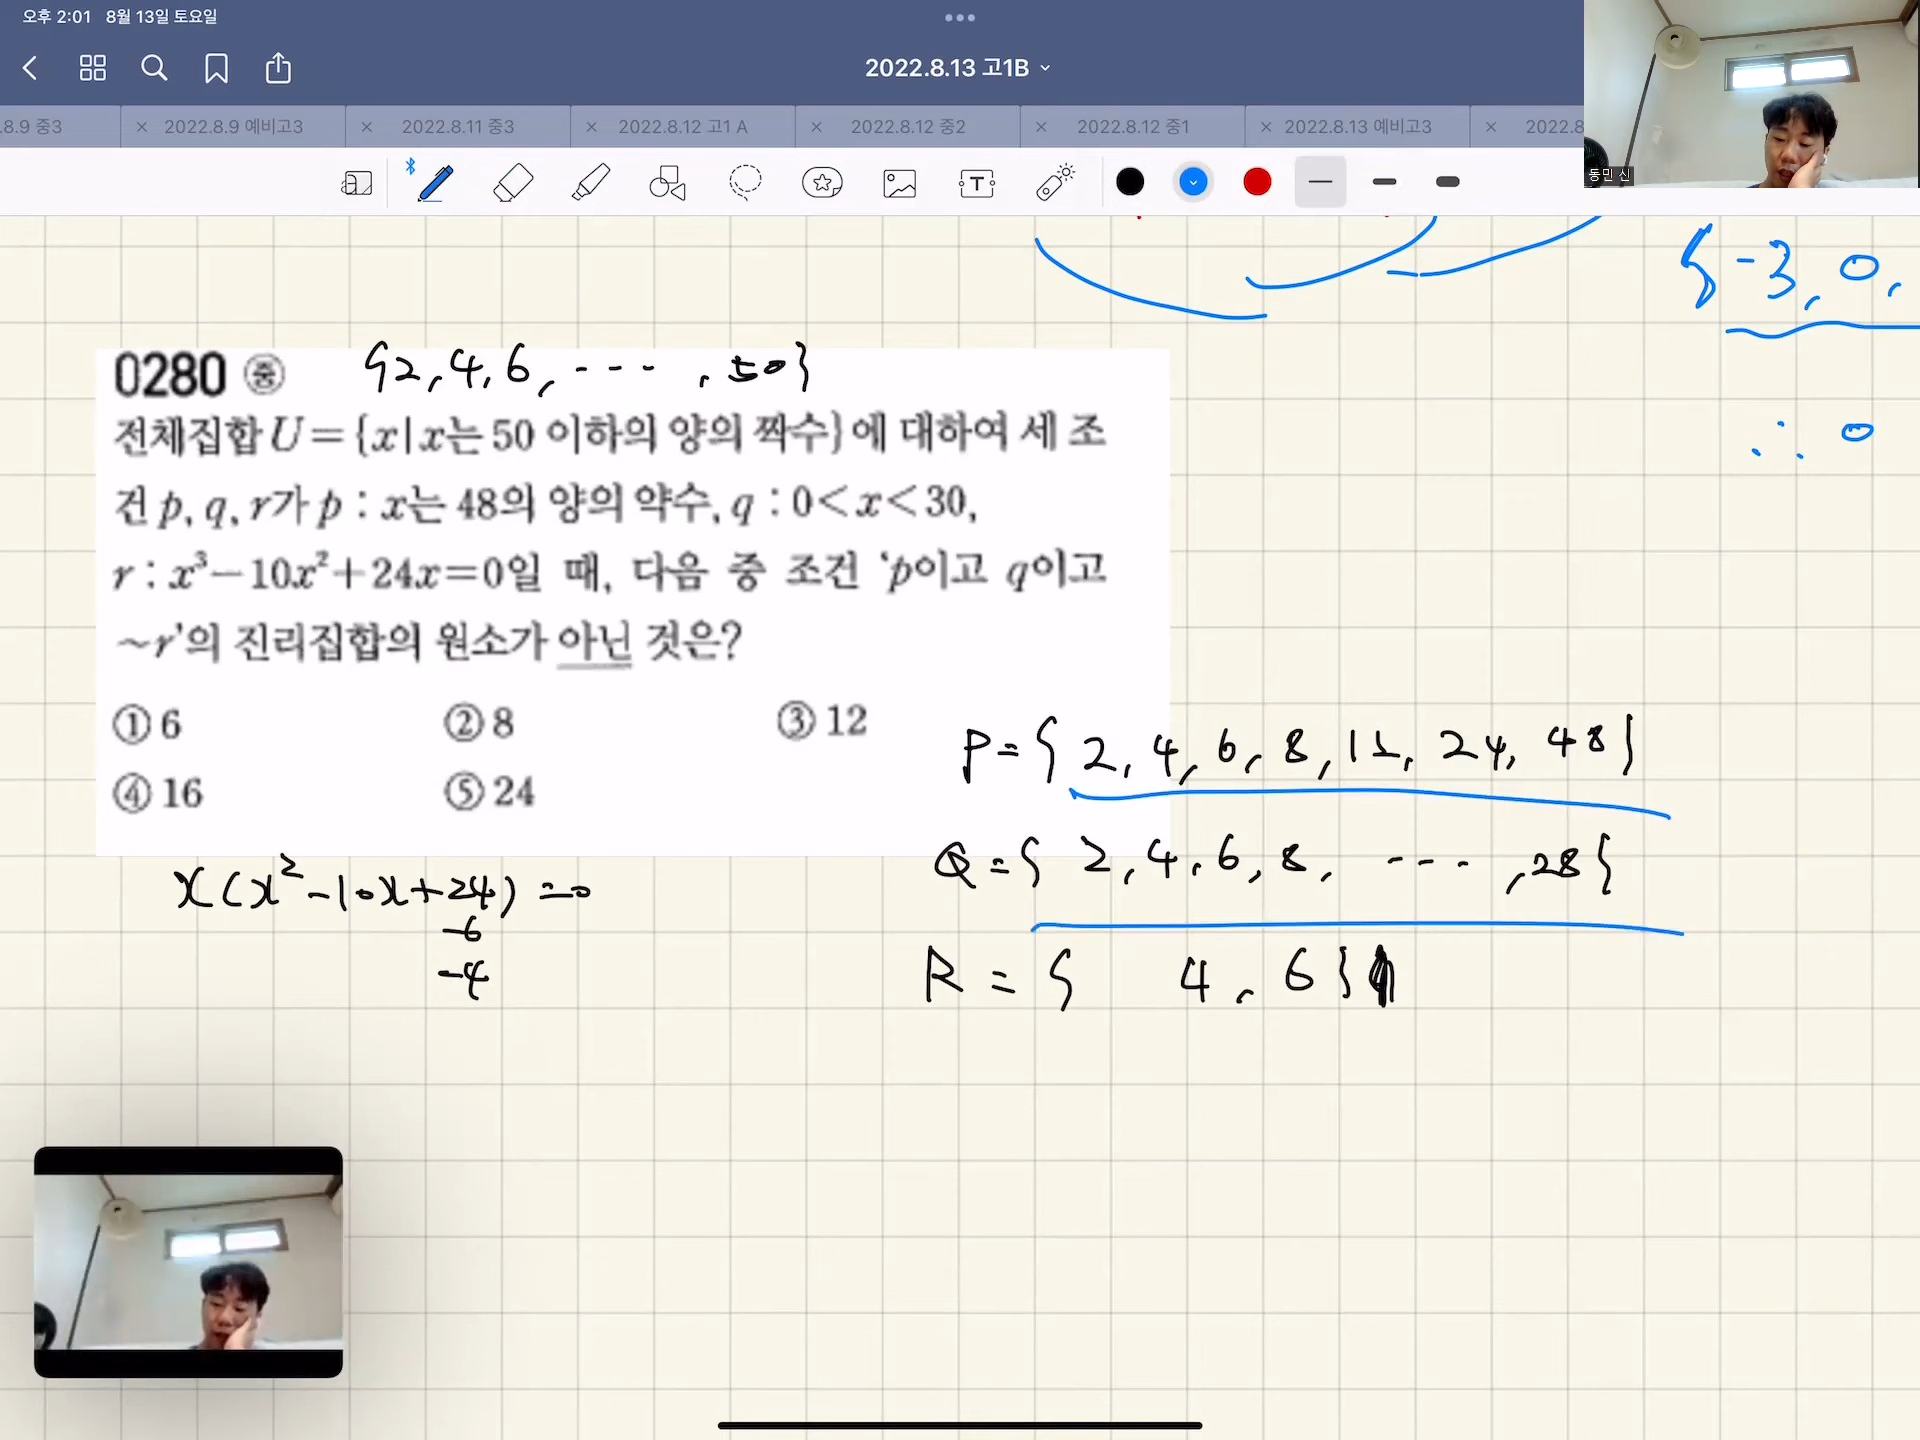 오후 2:01 8월 13일 토요일
2022.8.13 고1B
8.9 중3
2022.8.9 예비고3
2022.8.11 중3
2022.8.12 고1 A
2022.8.12 중2
2022.8.12 중1
2022.8.13 예비고3
2022.8
동민 신
{-3, 0,
∴ 0
0280 중
{2, 4, 6, ---- , 50}
전체집합 U={x|x는 50 이하의 양의 짝수}에 대하여 세 조
건 p, q, r가 p : x는 48의 양의 약수, q : 0<x<30,
r : x³-10x²+24x=0일 때, 다음 중 조건 'p이고 q이고
~r'의 진리집합의 원소가 아닌 것은?
① 6 ② 8 ③ 12
④ 16 ⑤ 24
P={ 2, 4, 6, 8, 12, 24, 48}
Q={ 2, 4, 6, 8, ----, 28}
R={ 4, 6}
x(x²-10x+24)=0
-6
-4